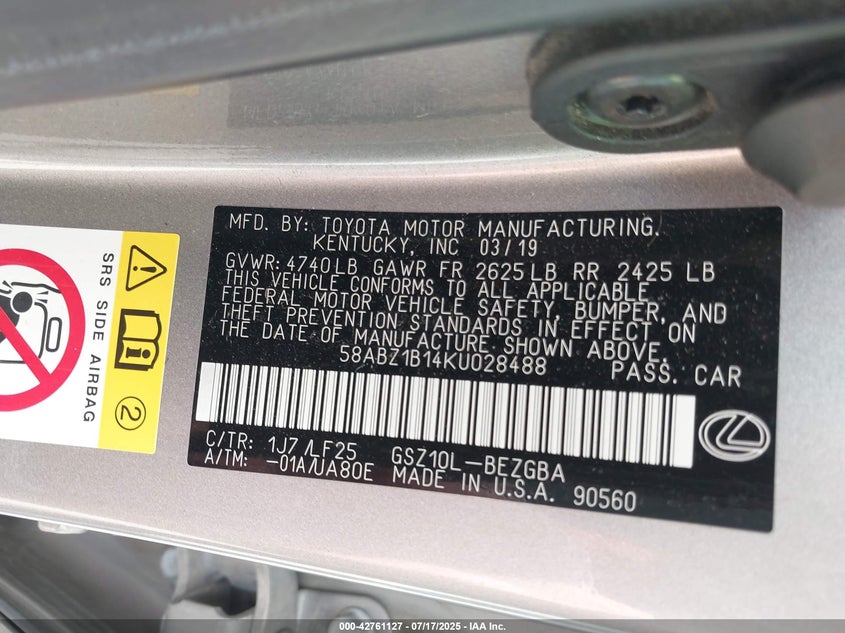 MFD. BY: TOYOTA MOTOR MANUFACTURING.
KENTUCKY, INC 03/19
GVWR: 4740LB GAWR FR 2625LB RR 2425 LB
THIS VEHICLE CONFORMS TO ALL APPLICABLE
FEDERAL MOTOR VEHICLE SAFETY, BUMPER, AND
THEFT PREVENTION STANDARDS IN EFFECT ON
THE DATE OF MANUFACTURE SHOWN ABOVE.
58ABZ1B14KU028488 PASS. CAR
C/TR: 1J7 /LF25 GSZ10L-BEZGBA
A/TM: -01A/UA80E MADE IN U.S.A. 90560
SRS SIDE AIRBAG
2
000-42761127 - 07/17/2025 - IAA Inc.